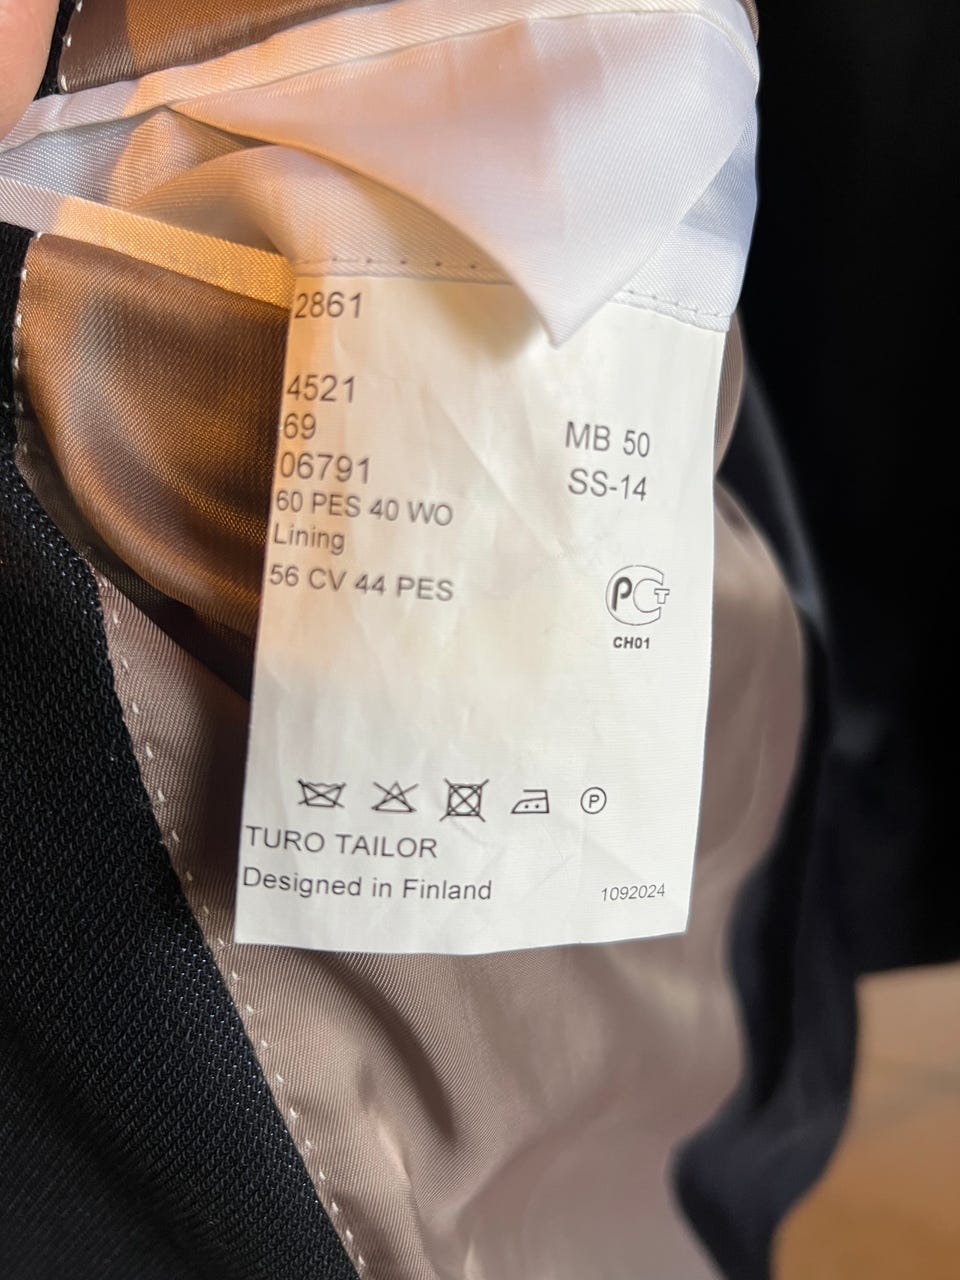 2861
4521
69
06791
60 PES 40 WO
Lining
56 CV 44 PES
MB 50
SS-14
РСТ
CH01
P
TURO TAILOR
Designed in Finland
1092024